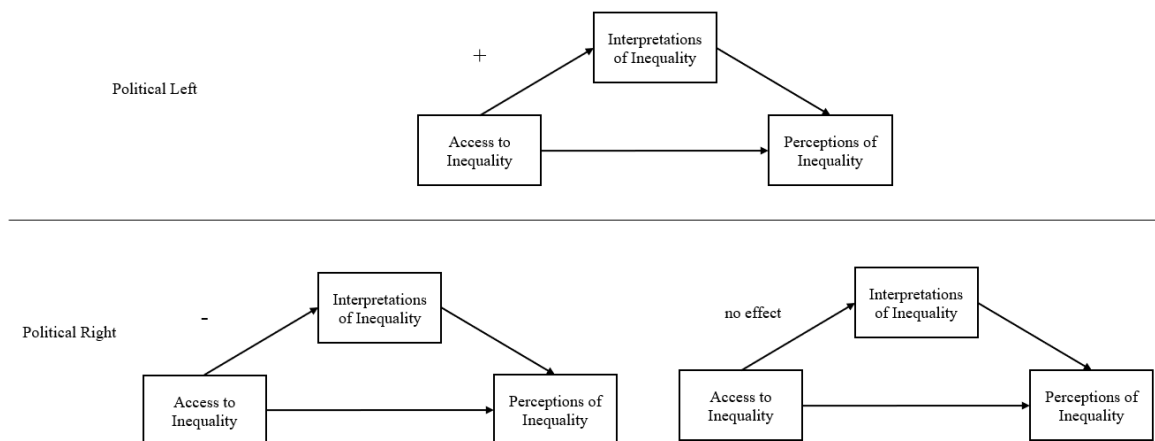 Interpretations
of Inequality
+
Political Left
Access to
Inequality
Perceptions of
Inequality
Interpretations
of Inequality
-
Political Right
Access to
Inequality
Perceptions of
Inequality
Interpretations
of Inequality
no effect
Access to
Inequality
Perceptions of
Inequality